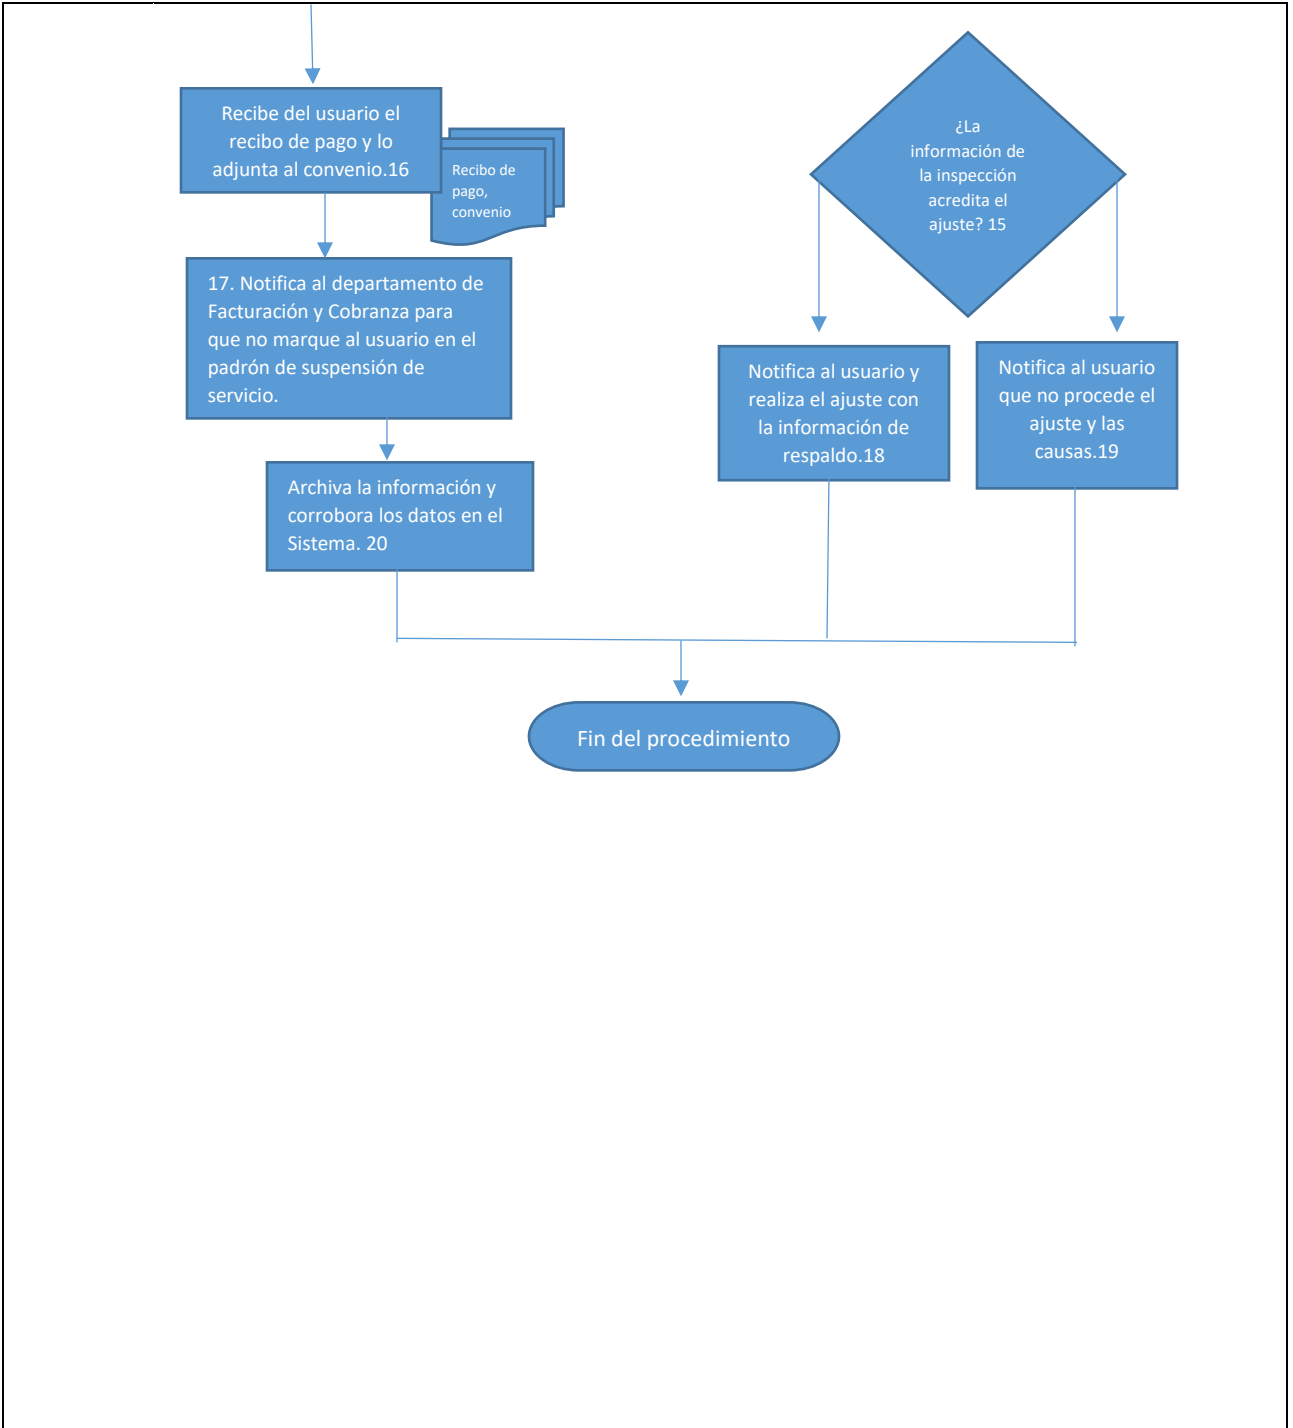 Recibe del usuario el
recibo de pago y lo
adjunta al convenio.16
Recibo de
pago,
convenio
17. Notifica al departamento de
Facturación y Cobranza para
que no marque al usuario en el
padrón de suspensión de
servicio.
Archiva la información y
corrobora los datos en el
Sistema. 20
¿La
información de
la inspección
acredita el
ajuste? 15
Notifica al usuario y
realiza el ajuste con
la información de
respaldo.18
Notifica al usuario
que no procede el
ajuste y las
causas.19
Fin del procedimiento